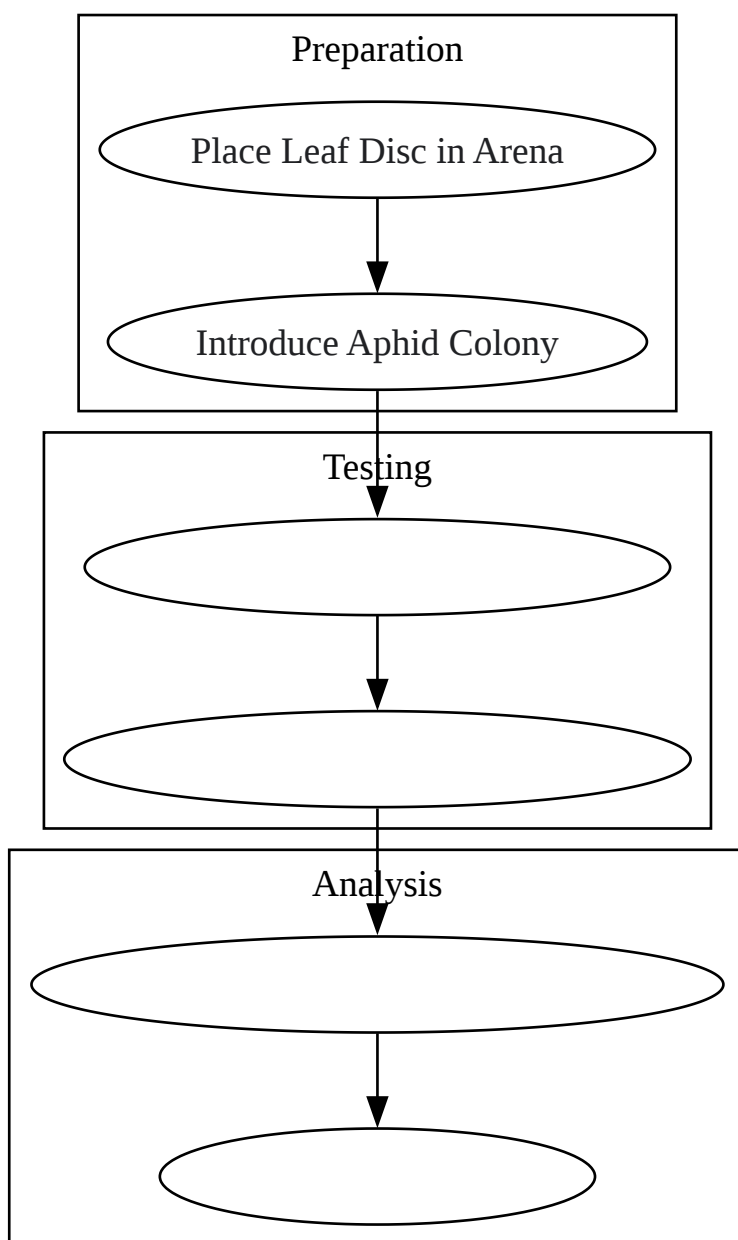 Preparation
Place Leaf Disc in Arena
Introduce Aphid Colony
Testing
Analysis